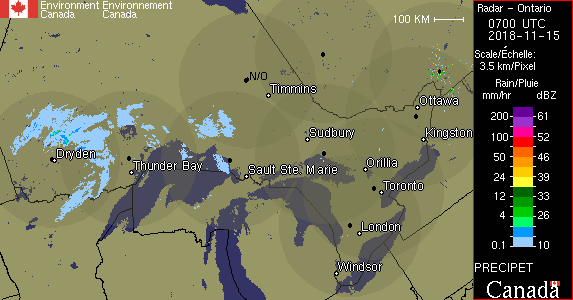 Environment Environnement
Canada Canada
100 KM
N/O
Timmins
Ottawa
Sudbury
Kingston
Dryden
Thunder Bay
Sault Ste. Marie
Orillia
Toronto
London
Windsor
Radar - Ontario
0700 UTC
2018-11-15
Scale/Échelle:
3.5 km/Pixel
Rain/Pluie
mm/hr dBZ
200 61
100 52
50 46
24 39
12 34
4 26
0.1 10
PRECIPET
Canada